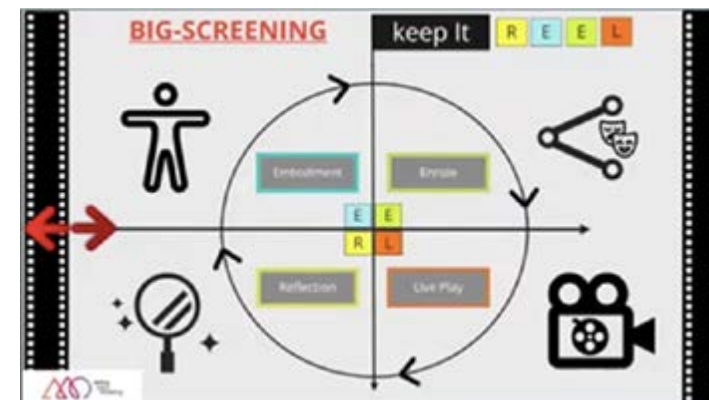 BIG-SCREENING
keep It R E E L
Embodiment
Enrole
E E
R L
Reflection
Live Play